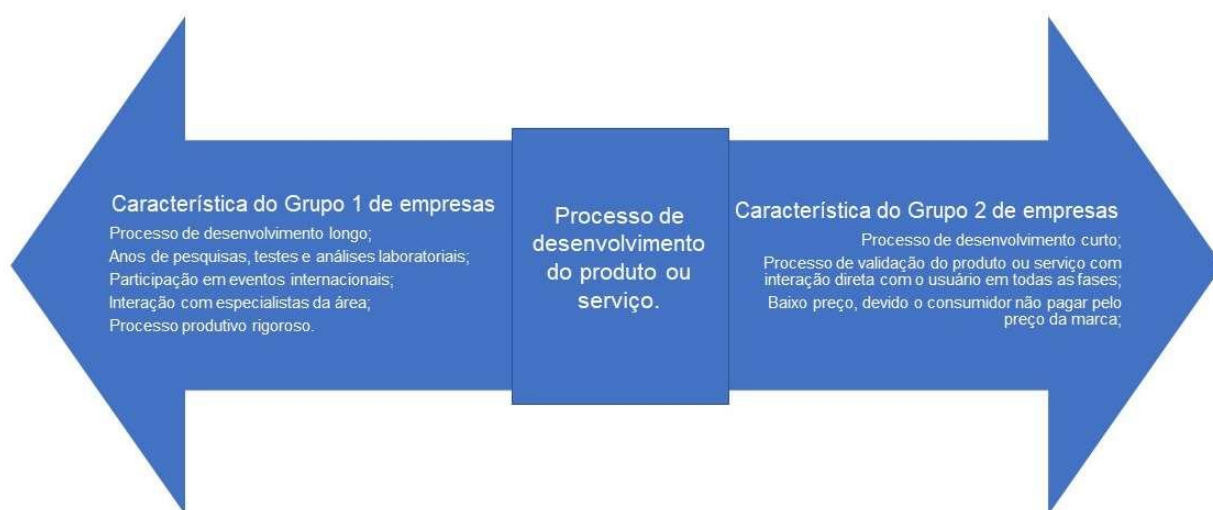 Característica do Grupo 1 de empresas
Processo de desenvolvimento longo;
Anos de pesquisas, testes e análises laboratoriais;
Participação em eventos internacionais;
Interação com especialistas da área;
Processo produtivo rigoroso.
Processo de
desenvolvimento
do produto ou
serviço.
Característica do Grupo 2 de empresas
Processo de desenvolvimento curto;
Processo de validação do produto ou serviço com
interação direta com o usuário em todas as fases;
Baixo preço, devido o consumidor não pagar pelo
preço da marca;